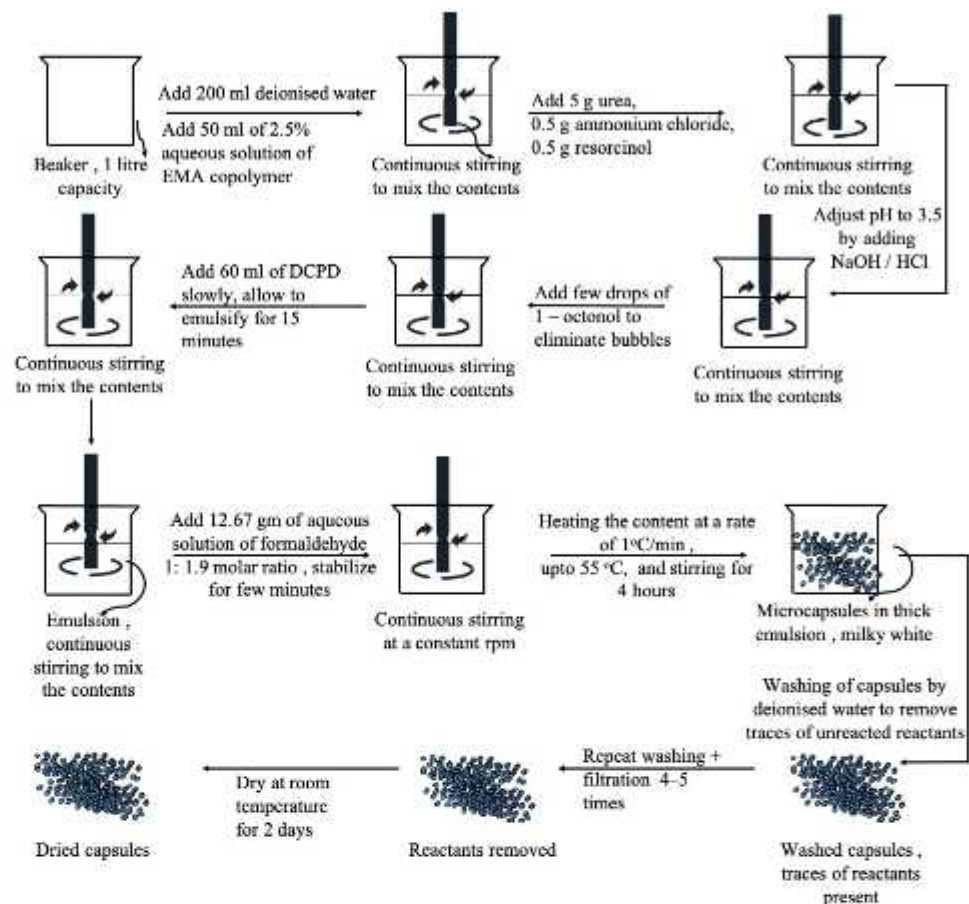 Add 200 ml deionised water
Add 50 ml of 2.5%
aqueous solution of
EMA copolymer
Beaker , 1 litre
capacity
Continuous stirring
to mix the contents
Add 5 g urea,
0.5 g ammonium chloride,
0.5 g resorcinol
Continuous stirring
to mix the contents
Adjust pH to 3.5
by adding
NaOH / HCl
Continuous stirring
to mix the contents
Add few drops of
1 – octonol to
eliminate bubbles
Continuous stirring
to mix the contents
Add 60 ml of DCPD
slowly, allow to
emulsify for 15
minutes
Continuous stirring
to mix the contents
Emulsion ,
continuous
stirring to mix
the contents
Add 12.67 gm of aqueous
solution of formaldehyde
1: 1.9 molar ratio , stabilize
for few minutes
Continuous stirring
at a constant rpm
Heating the content at a rate
of 1°C/min ,
upto 55 °C, and stirring for
4 hours
Microcapsules in thick
emulsion , milky white
Washing of capsules by
deionised water to remove
traces of unreacted reactants
Washed capsules ,
traces of reactants
present
Repeat washing +
filtration 4–5
times
Reactants removed
Dry at room
temperature
for 2 days
Dried capsules